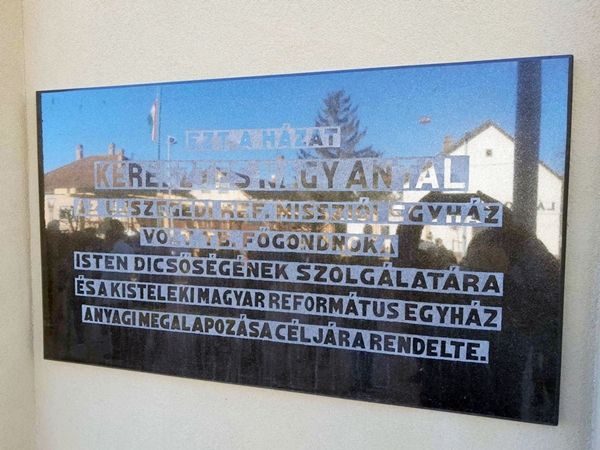 EZT A HÁZAT
KERESZTES NAGY ANTAL
AZ ÚJSZEGEDI REF. MISSZIÓI EGYHÁZ
VOLT TB. FŐGONDNOKA
ISTEN DICSŐSÉGÉNEK SZOLGÁLATÁRA
ÉS A KISTELEKI MAGYAR REFORMÁTUS EGYHÁZ
ANYAGI MEGALAPOZÁSA CÉLJÁRA RENDELTE.